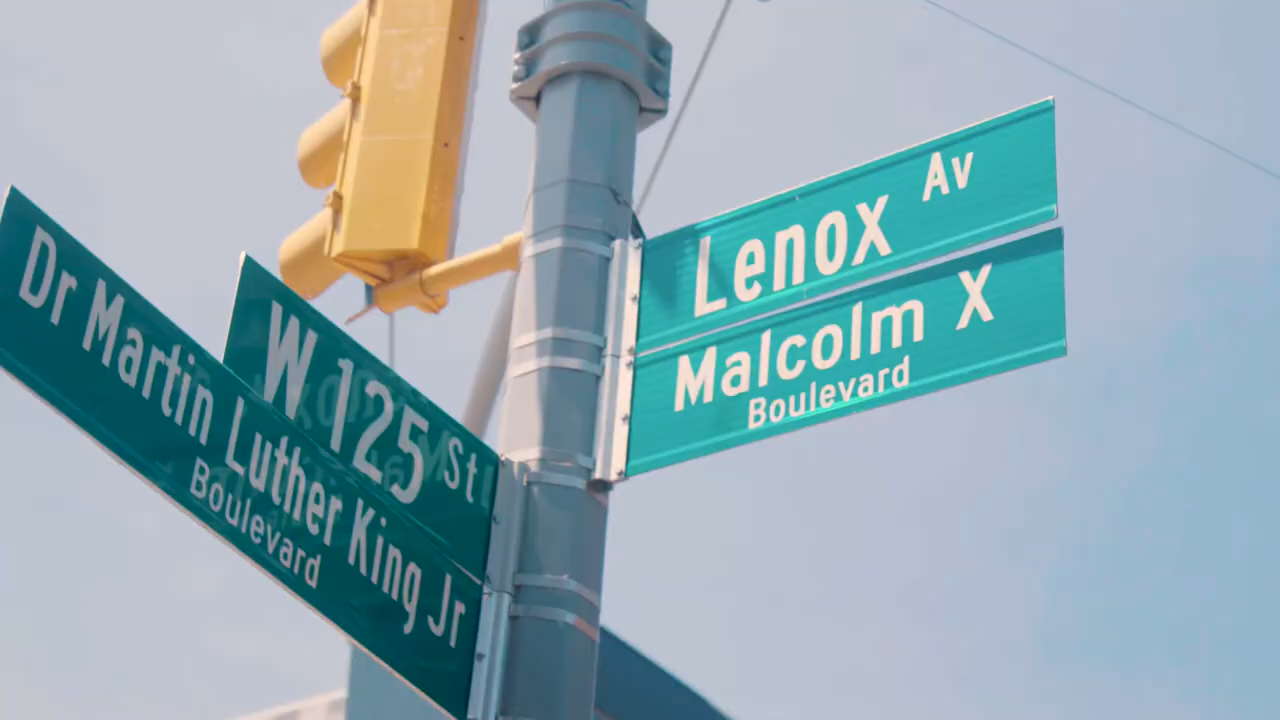 Lenox Av
Malcolm X
Boulevard
W 125 St
Dr Martin Luther King Jr
Boulevard